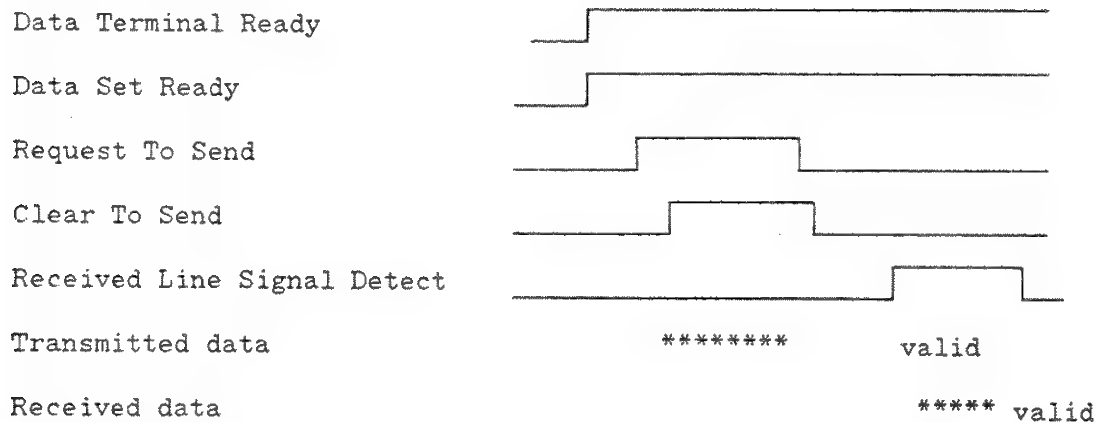 Data Terminal Ready
Data Set Ready
Request To Send
Clear To Send
Received Line Signal Detect
Transmitted data ******** valid
Received data ***** valid